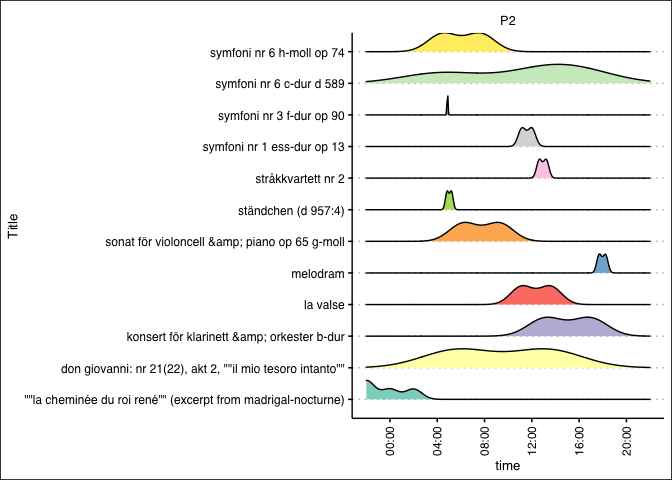 P2
symfoni nr 6 h-moll op 74
symfoni nr 6 c-dur d 589
symfoni nr 3 f-dur op 90
symfoni nr 1 ess-dur op 13
stråkkvartett nr 2
ständchen (d 957:4)
sonat för violoncell &amp; piano op 65 g-moll
melodram
la valse
konsert för klarinett &amp; orkester b-dur
don giovanni: nr 21(22), akt 2, ""il mio tesoro intanto""
""la cheminée du roi rené"" (excerpt from madrigal-nocturne)
Title
00:00 04:00 08:00 12:00 16:00 20:00
time